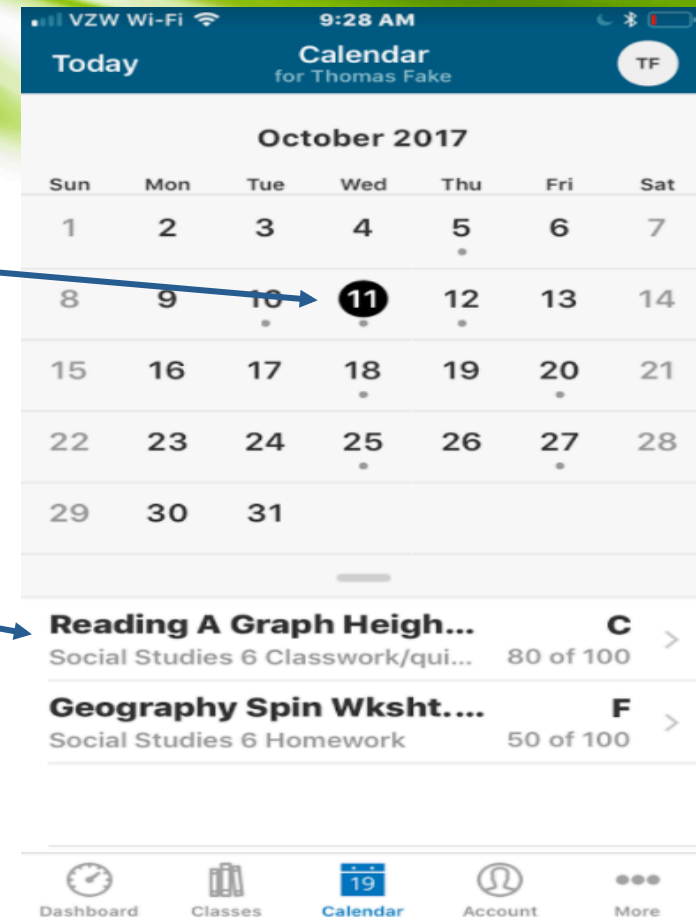 VZW Wi-Fi 9:28 AM
Today Calendar TF
for Thomas Fake
October 2017
Sun Mon Tue Wed Thu Fri Sat
1 2 3 4 5 6 7
8 9 10 11 12 13 14
15 16 17 18 19 20 21
22 23 24 25 26 27 28
29 30 31
Reading A Graph Heigh... C
Social Studies 6 Classwork/qui... 80 of 100
Geography Spin Wksht.... F
Social Studies 6 Homework 50 of 100
19
Dashboard Classes Calendar Account More